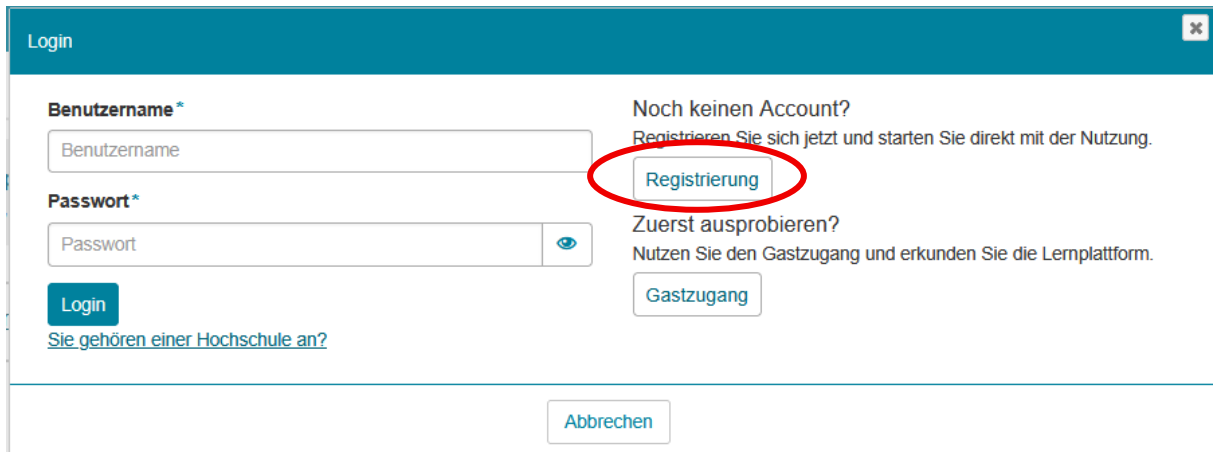 Login
Benutzername*
Benutzername
Passwort*
Passwort
Login
Sie gehören einer Hochschule an?
Noch keinen Account?
Registrieren Sie sich jetzt und starten Sie direkt mit der Nutzung.
Registrierung
Zuerst ausprobieren?
Nutzen Sie den Gastzugang und erkunden Sie die Lernplattform.
Gastzugang
Abbrechen